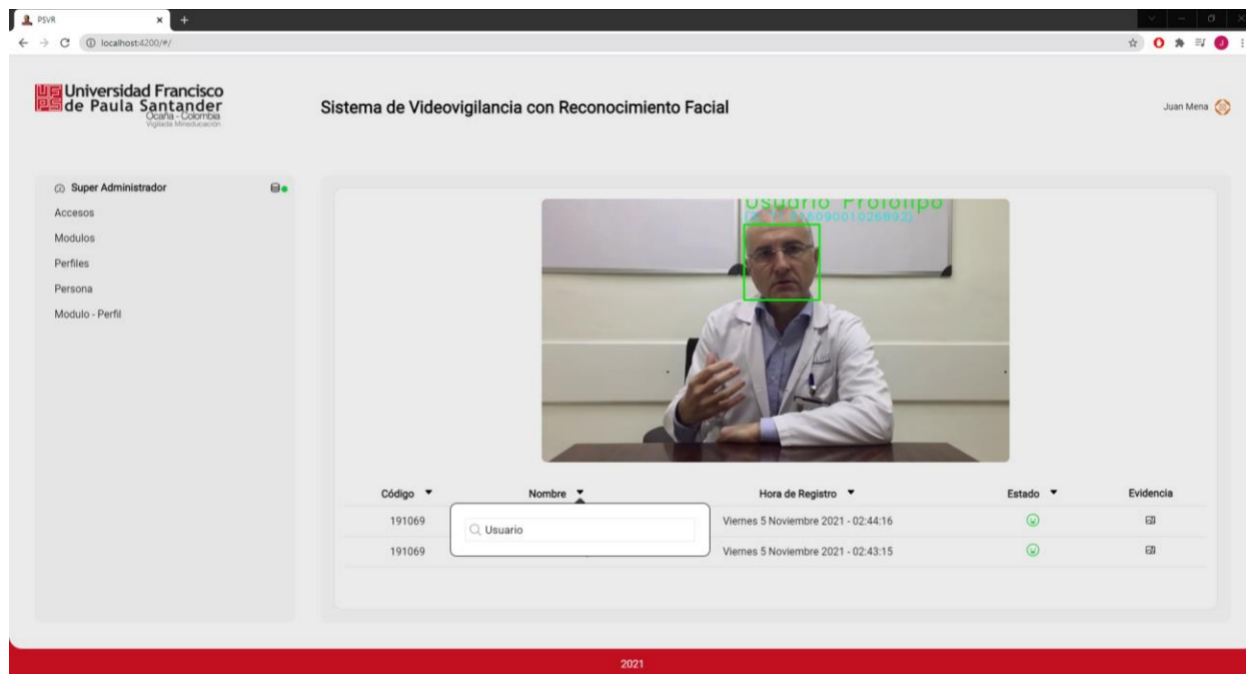 PSVR
localhost:4200/#/
Universidad Francisco
de Paula Santander
Ocaña - Colombia
Vigilada Mineducación
Sistema de Videovigilancia con Reconocimiento Facial
Juan Mena
Super Administrador
Accesos
Modulos
Perfiles
Persona
Modulo - Perfil
Usuario Prototipo
Código Nombre Hora de Registro Estado Evidencia
191069 Viernes 5 Noviembre 2021 - 02:44:16
Usuario
191069 Viernes 5 Noviembre 2021 - 02:43:15
2021